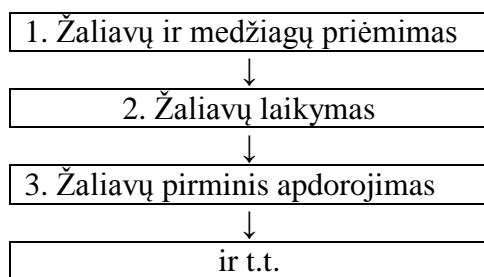 1. Žaliavų ir medžiagų priėmimas
↓
2. Žaliavų laikymas
↓
3. Žaliavų pirminis apdorojimas
↓
ir t.t.